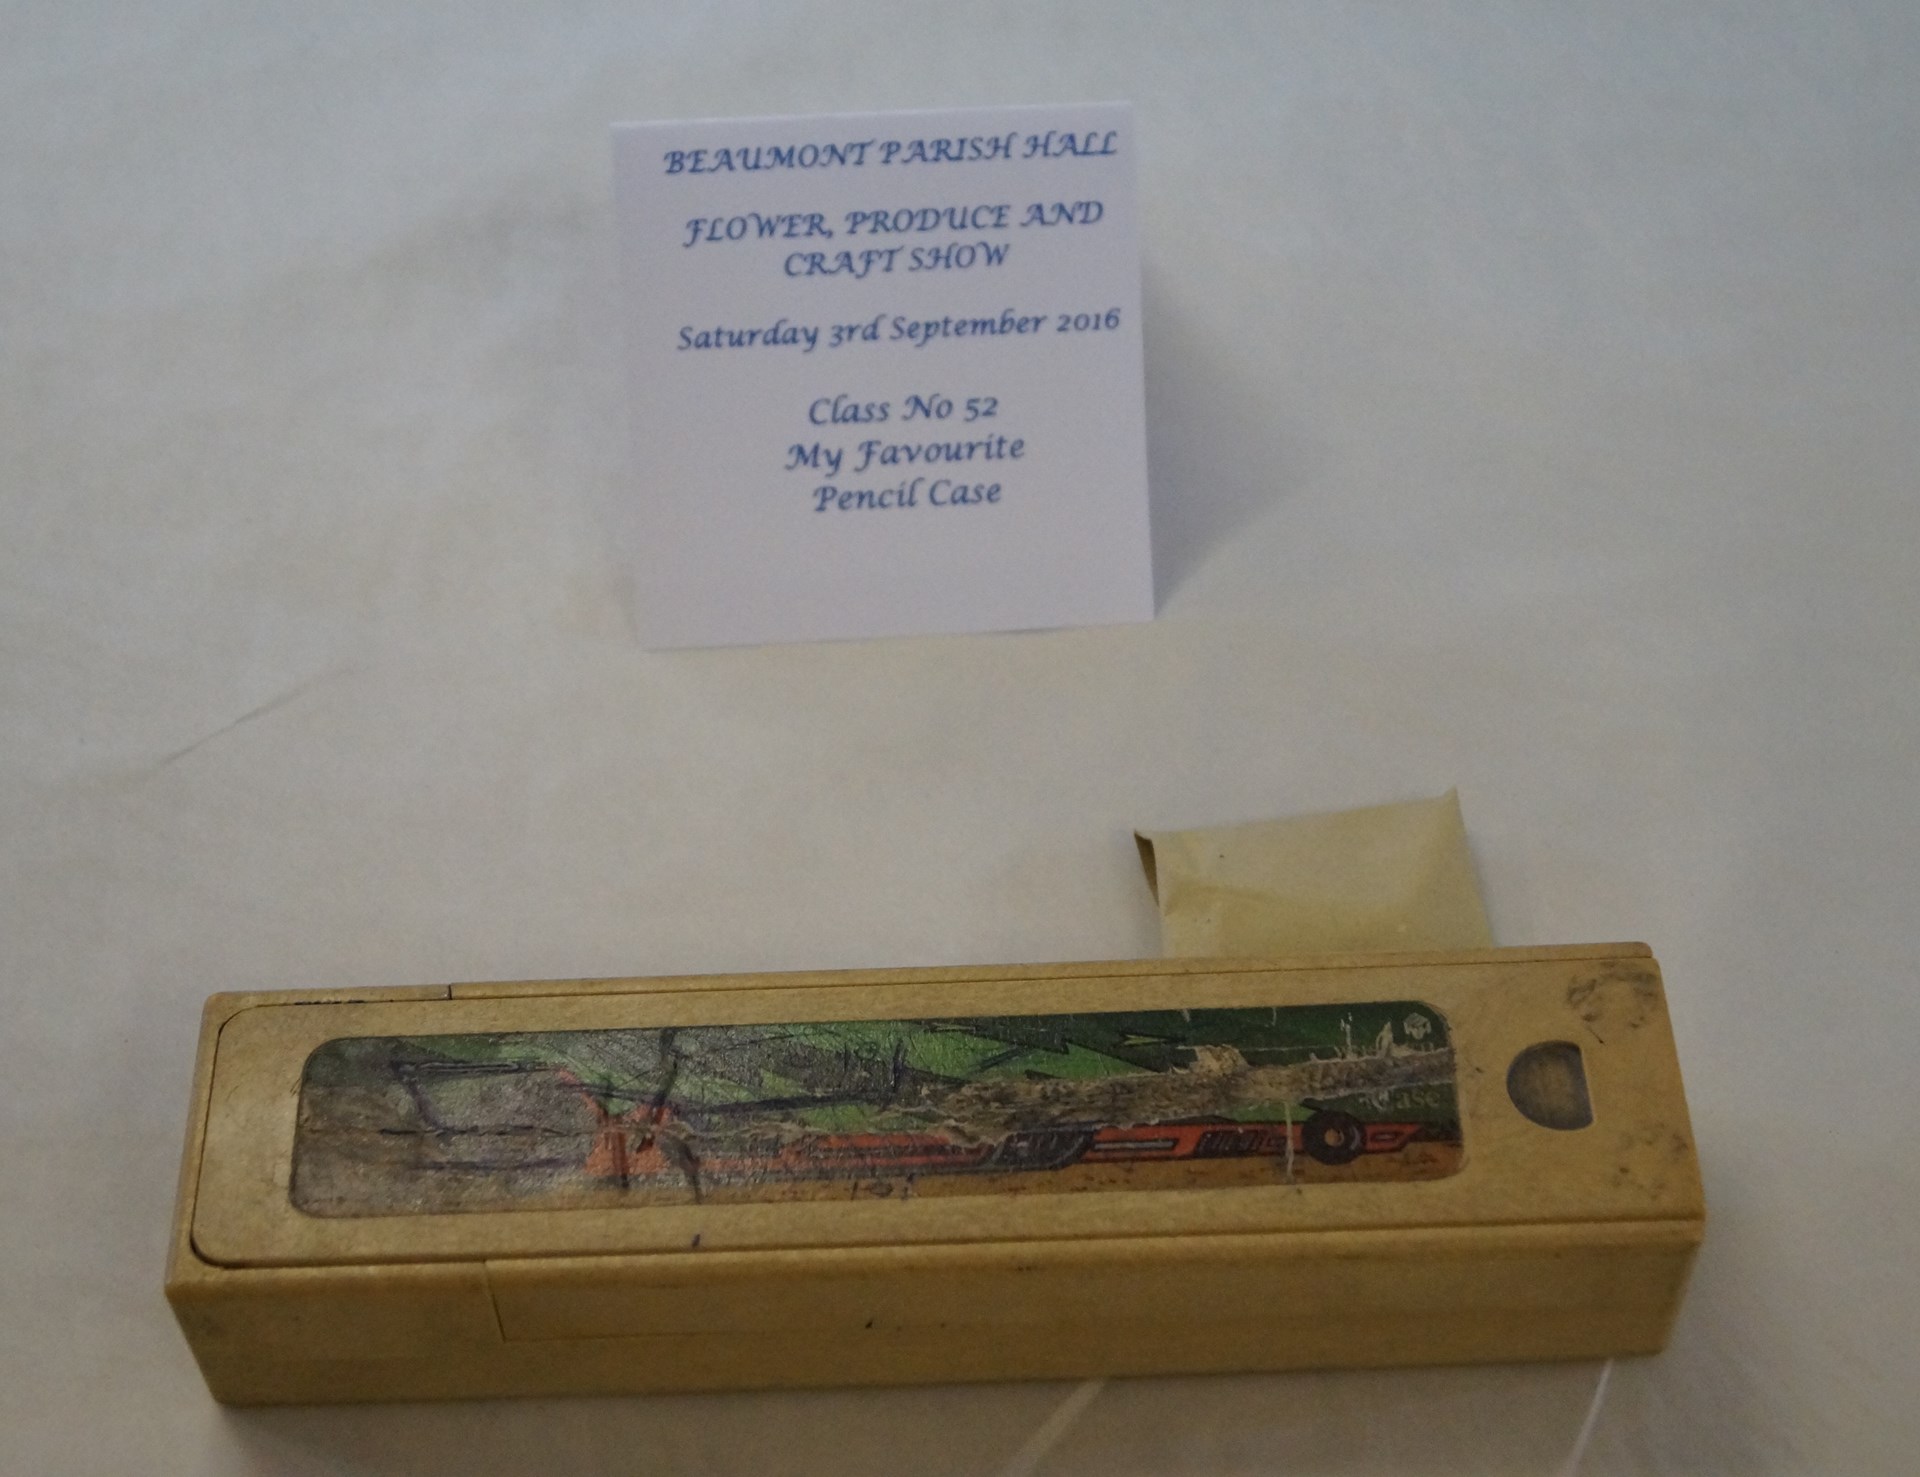 BEAUMONT PARISH HALL
FLOWER, PRODUCE AND
CRAFT SHOW
Saturday 3rd September 2016
Class No 52
My Favourite
Pencil Case